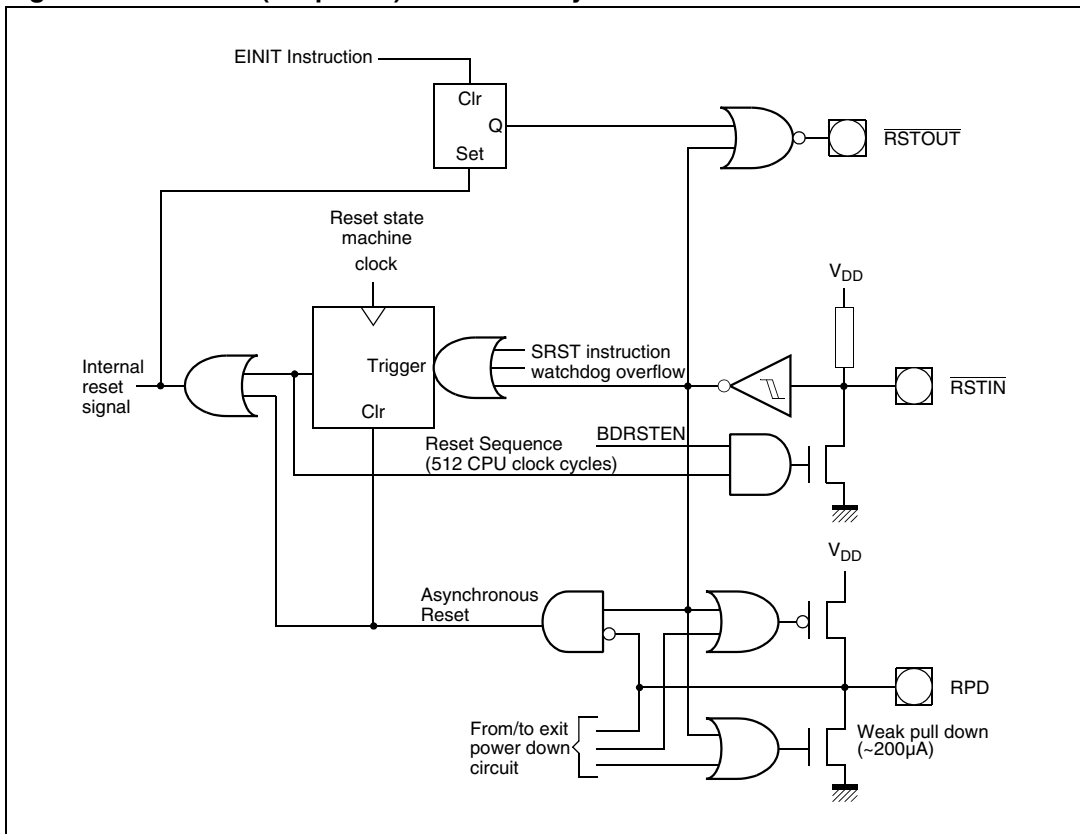 EINIT Instruction
Clr
Q
Set
RSTOUT
Reset state
machine
clock
VDD
Trigger
SRST instruction
watchdog overflow
Internal
reset
signal
RSTIN
Clr
BDRSTEN
Reset Sequence
(512 CPU clock cycles)
VDD
Asynchronous
Reset
RPD
From/to exit
power down
circuit
Weak pull down
(~200µA)